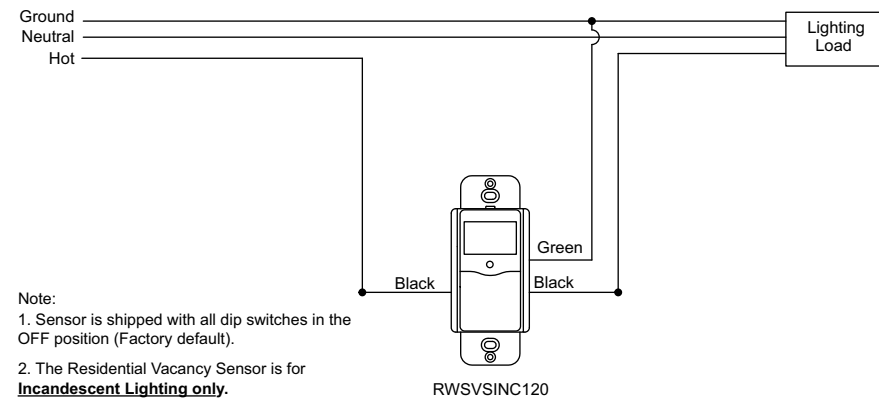 Ground
Neutral
Hot
Lighting
Load
Green
Black
Black
Note:
1. Sensor is shipped with all dip switches in the
OFF position (Factory default).
2. The Residential Vacancy Sensor is for
Incandescent Lighting only.
RWSVSINC120